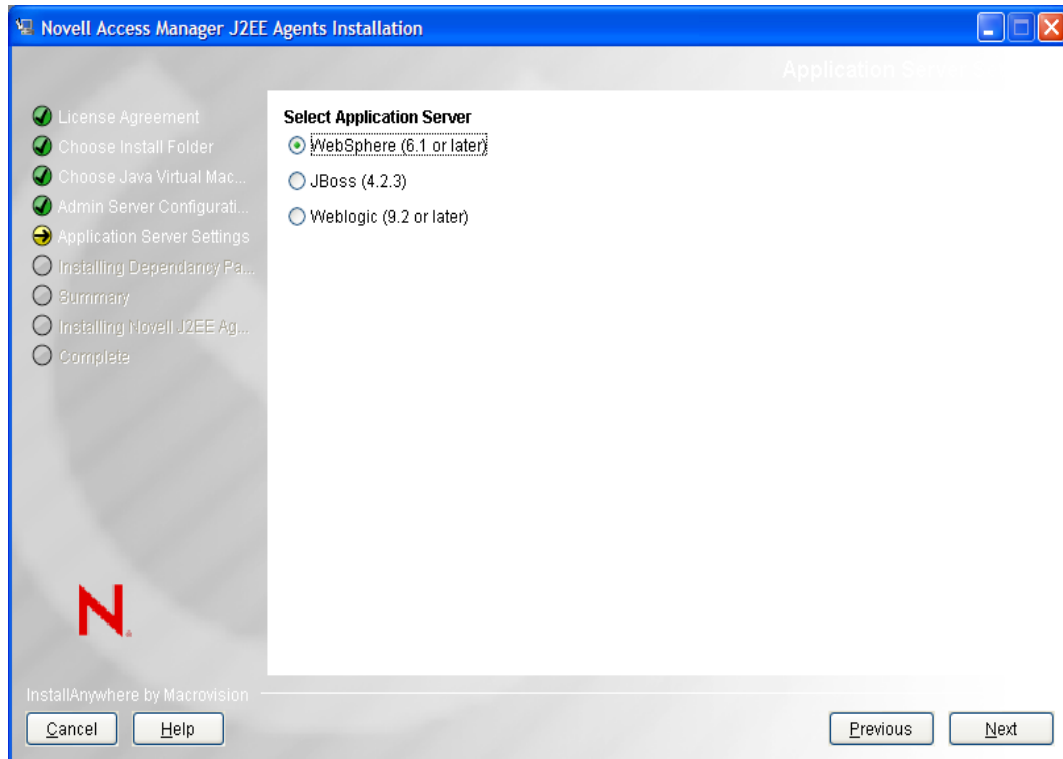 Novell Access Manager J2EE Agents Installation
Application Server
License Agreement
Choose Install Folder
Choose Java Virtual Mac...
Admin Server Configurati...
Application Server Settings
Installing Dependancy Pa...
Summary
Installing Novell J2EE Ag...
Complete
Select Application Server
WebSphere (6.1 or later)
JBoss (4.2.3)
Weblogic (9.2 or later)
N
InstallAnywhere by Macrovision
Cancel
Help
Previous
Next